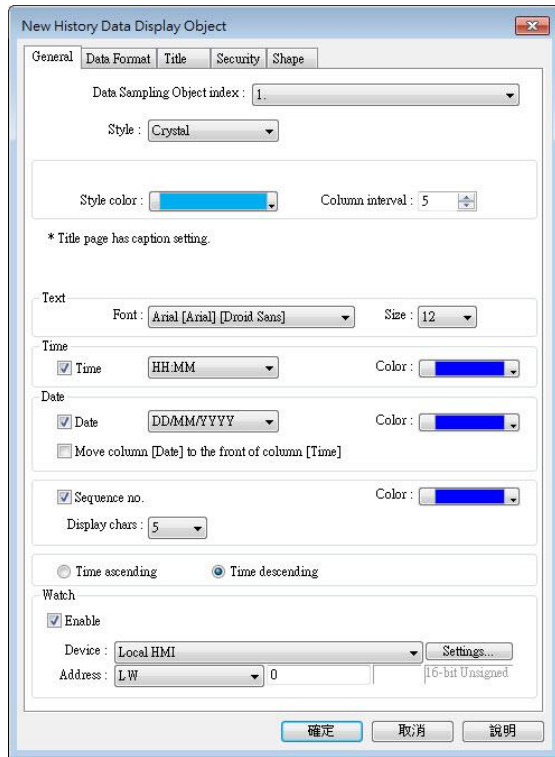 New History Data Display Object
General Data Format Title Security Shape
Data Sampling Object index : 1.
Style : Crystal
Style color : Column interval : 5
* Title page has caption setting.
Text
Font : Arial [Arial] [Droid Sans] Size : 12
Time
Time HH:MM Color :
Date
Date DD/MM/YYYY Color :
Move column [Date] to the front of column [Time]
Sequence no. Color :
Display chars : 5
Time ascending Time descending
Watch
Enable
Device : Local HMI Settings...
Address : LW 0 16-bit Unsigned
確定 取消 說明